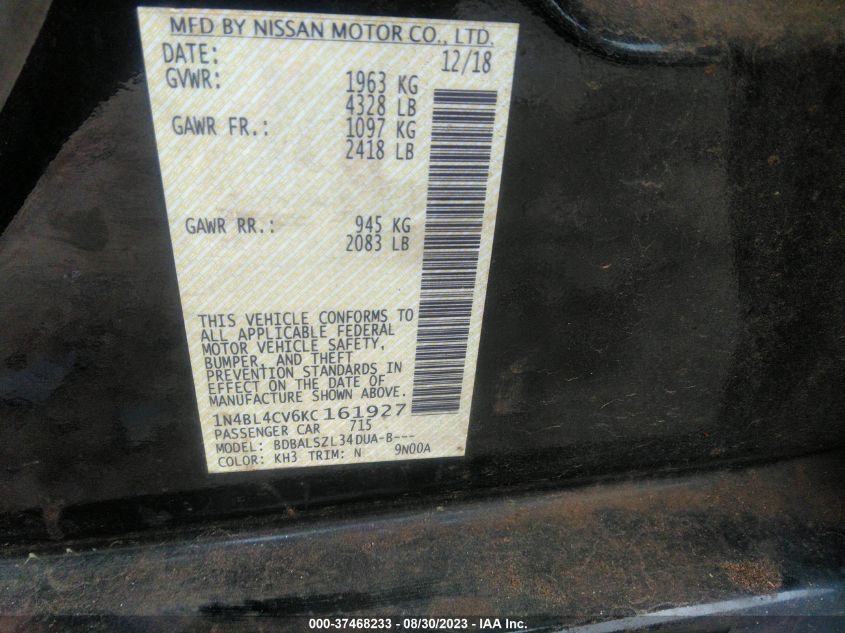 MFD BY NISSAN MOTOR CO., LTD.
DATE: 12/18
GVWR: 1963 KG
4328 LB
GAWR FR.: 1097 KG
2418 LB
GAWR RR.: 945 KG
2083 LB
THIS VEHICLE CONFORMS TO
ALL APPLICABLE FEDERAL
MOTOR VEHICLE SAFETY,
BUMPER, AND THEFT
PREVENTION STANDARDS IN
EFFECT ON THE DATE OF
MANUFACTURE SHOWN ABOVE.
1N4BL4CV6KC 161927
PASSENGER CAR 715
MODEL: BDBALSZL34DUA-B---
COLOR: KH3 TRIM: N 9N00A
000-37468233 - 08/30/2023 - IAA Inc.